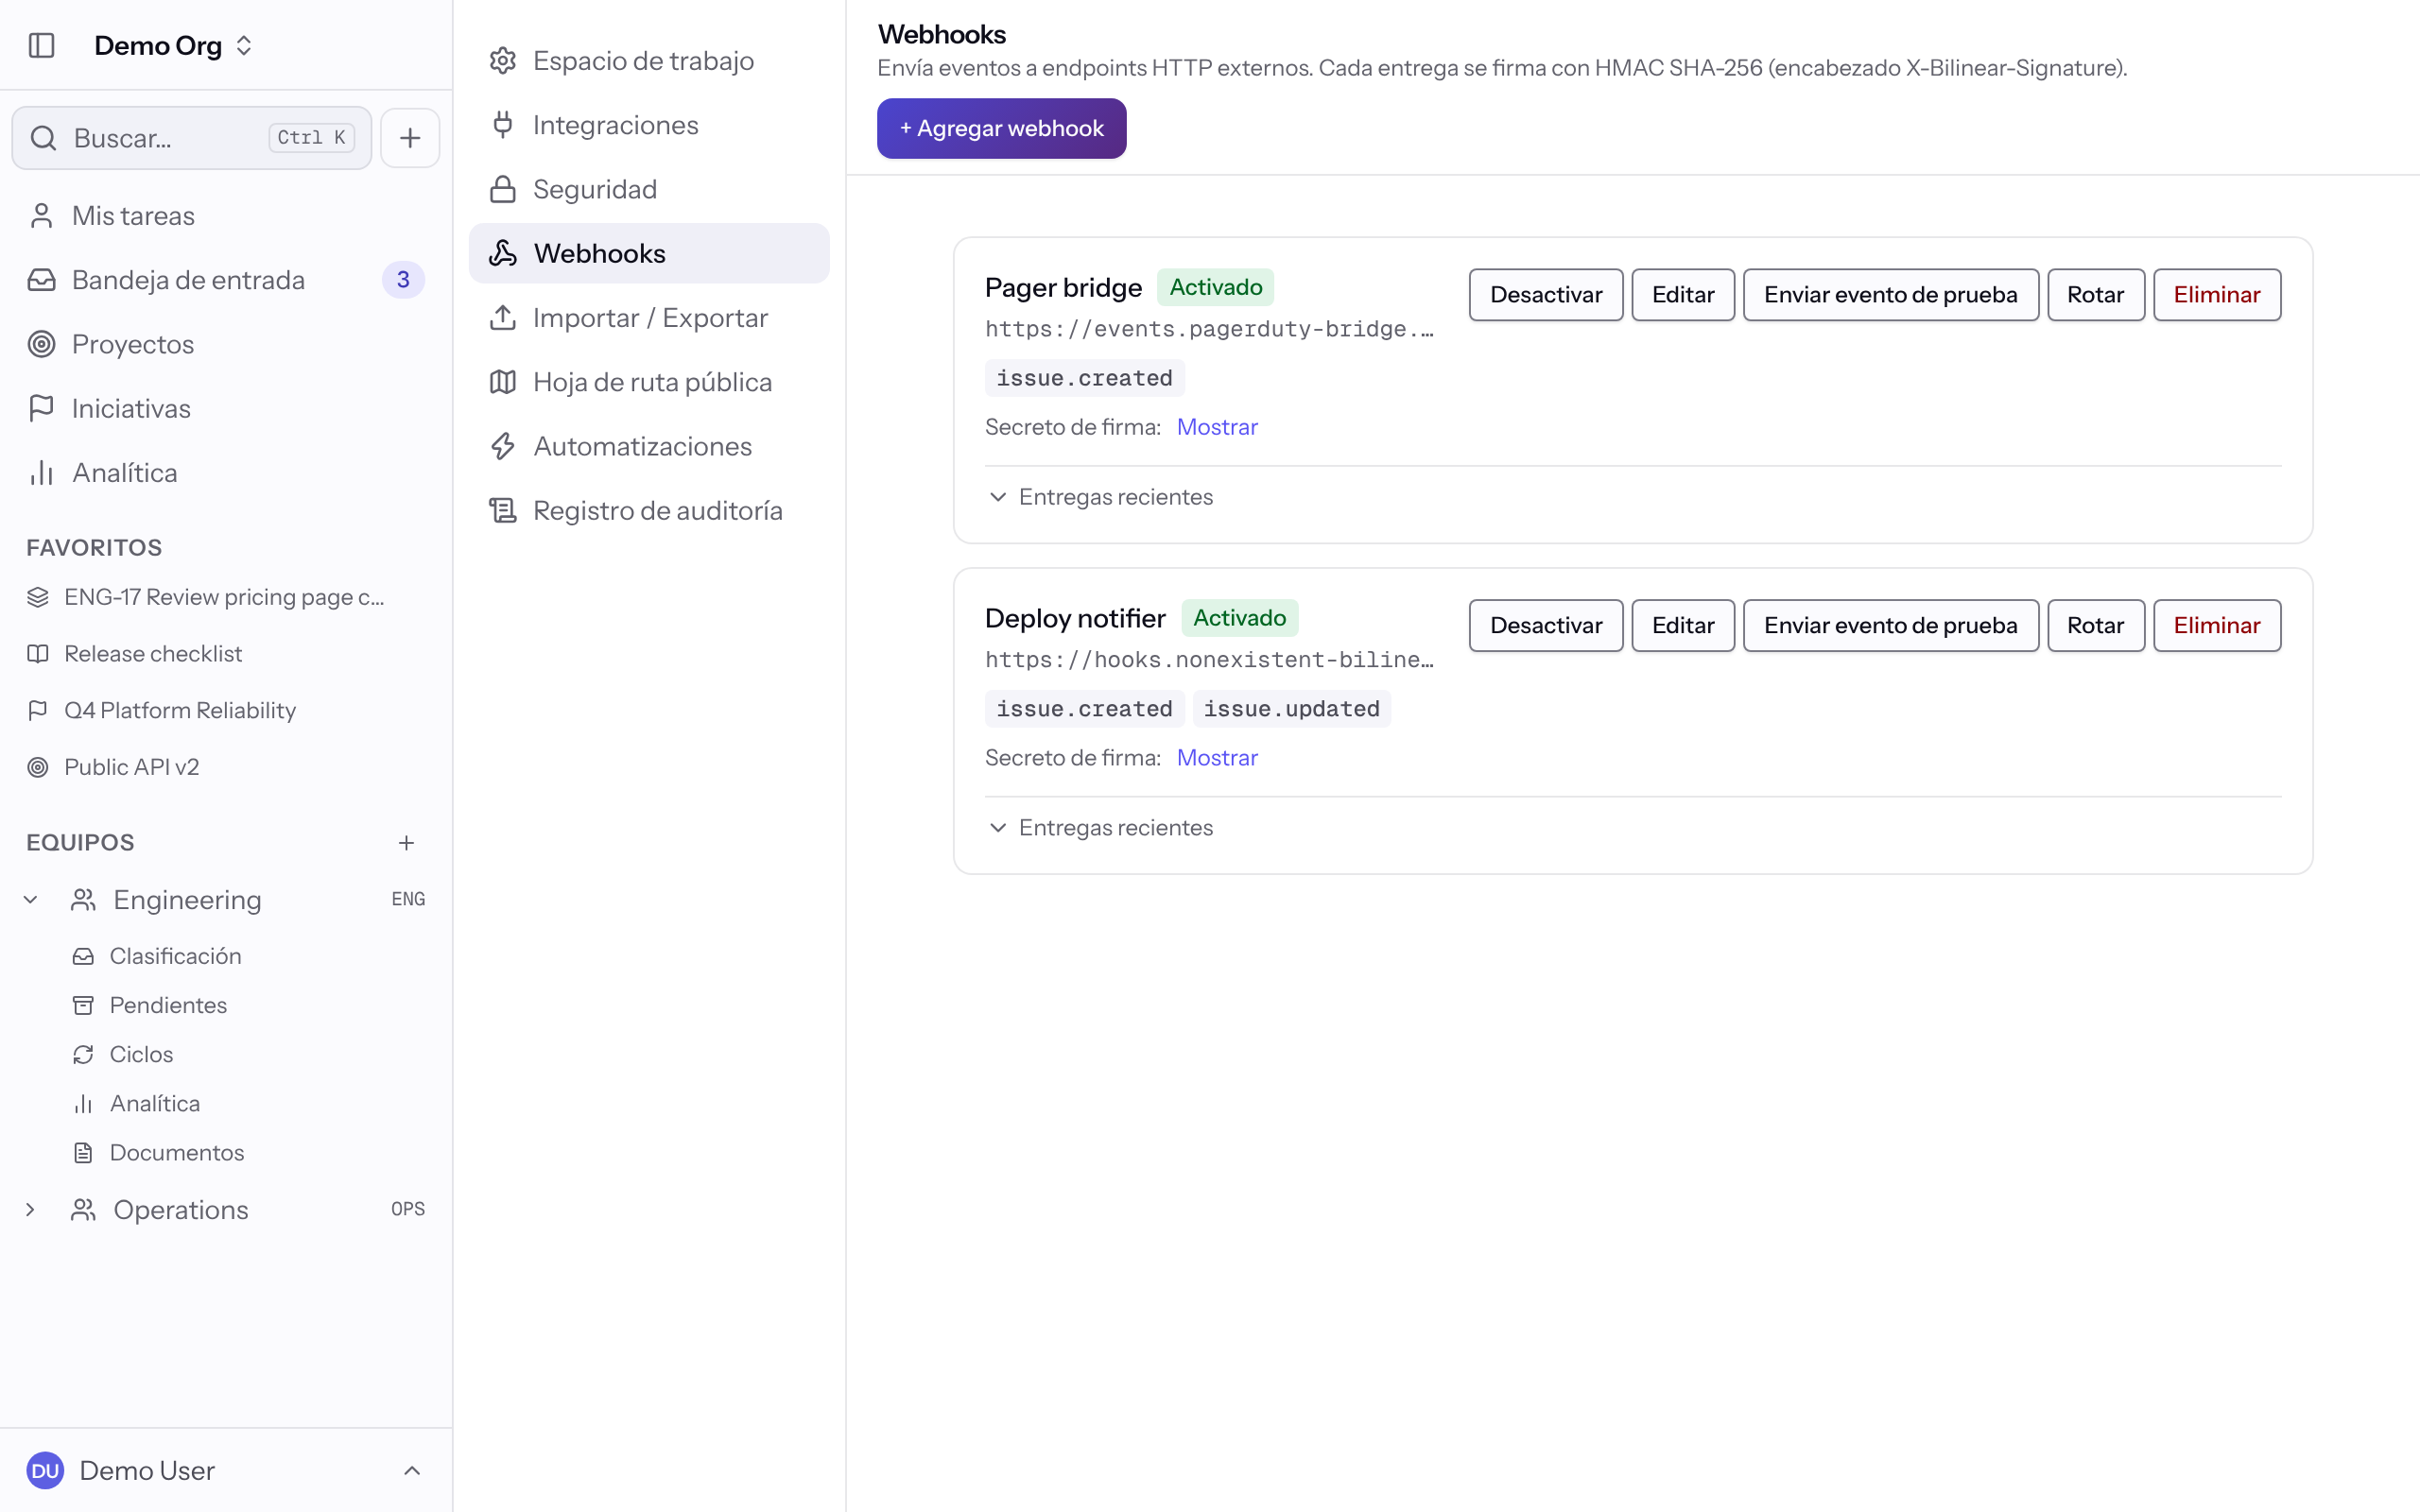 Demo Org
Buscar...
Ctrl K
Mis tareas
Bandeja de entrada
3
Proyectos
Iniciativas
Analítica
FAVORITOS
ENG-17 Review pricing page c...
Release checklist
Q4 Platform Reliability
Public API v2
EQUIPOS
Engineering
ENG
Clasificación
Pendientes
Ciclos
Analítica
Documentos
Operations
OPS
DU
Demo User
Espacio de trabajo
Integraciones
Seguridad
Webhooks
Importar / Exportar
Hoja de ruta pública
Automatizaciones
Registro de auditoría
Webhooks
Envía eventos a endpoints HTTP externos. Cada entrega se firma con HMAC SHA-256 (encabezado X-Bilinear-Signature).
+ Agregar webhook
Pager bridge
Activado
Desactivar
Editar
Enviar evento de prueba
Rotar
Eliminar
https://events.pagerduty-bridge.…
issue.created
Secreto de firma: Mostrar
Entregas recientes
Deploy notifier
Activado
Desactivar
Editar
Enviar evento de prueba
Rotar
Eliminar
https://hooks.nonexistent-biline…
issue.created
issue.updated
Secreto de firma: Mostrar
Entregas recientes